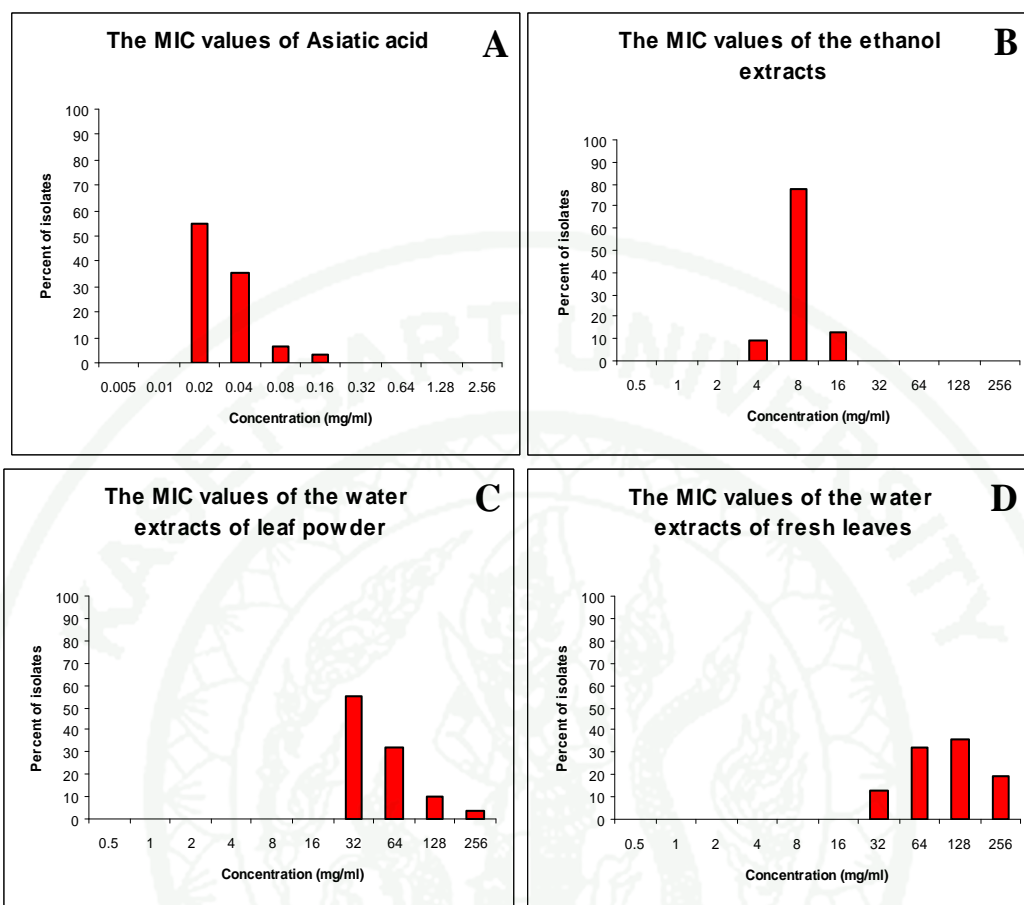 The MIC values of Asiatic acid
A
100
90
80
70
60
50
40
30
20
10
0
Percent of isolates
0.005 0.01 0.02 0.04 0.08 0.16 0.32 0.64 1.28 2.56
Concentration (mg/ml)
The MIC values of the ethanol
extracts
B
100
90
80
70
60
50
40
30
20
10
0
Percent of isolates
0.5 1 2 4 8 16 32 64 128 256
Concentration (mg/ml)
The MIC values of the water
extracts of leaf powder
C
100
90
80
70
60
50
40
30
20
10
0
Percent of isolates
0.5 1 2 4 8 16 32 64 128 256
Concentration (mg/ml)
The MIC values of the water
extracts of fresh leaves
D
100
90
80
70
60
50
40
30
20
10
0
Percent of isolates
0.5 1 2 4 8 16 32 64 128 256
Concentration (mg/ml)
KASETSART UNIVERSITY